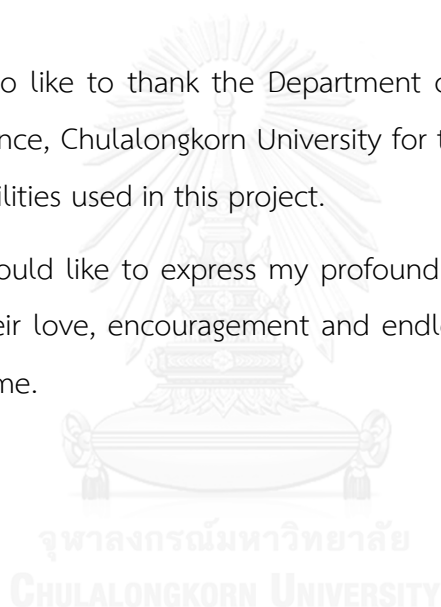 o like to thank the Department o
nce, Chulalongkorn University for t
ilities used in this project.
ould like to express my profound
eir love, encouragement and endl
me.
จุฬาลงกรณ์มหาวิทยาลัย
CHULALONGKORN UNIVERSITY